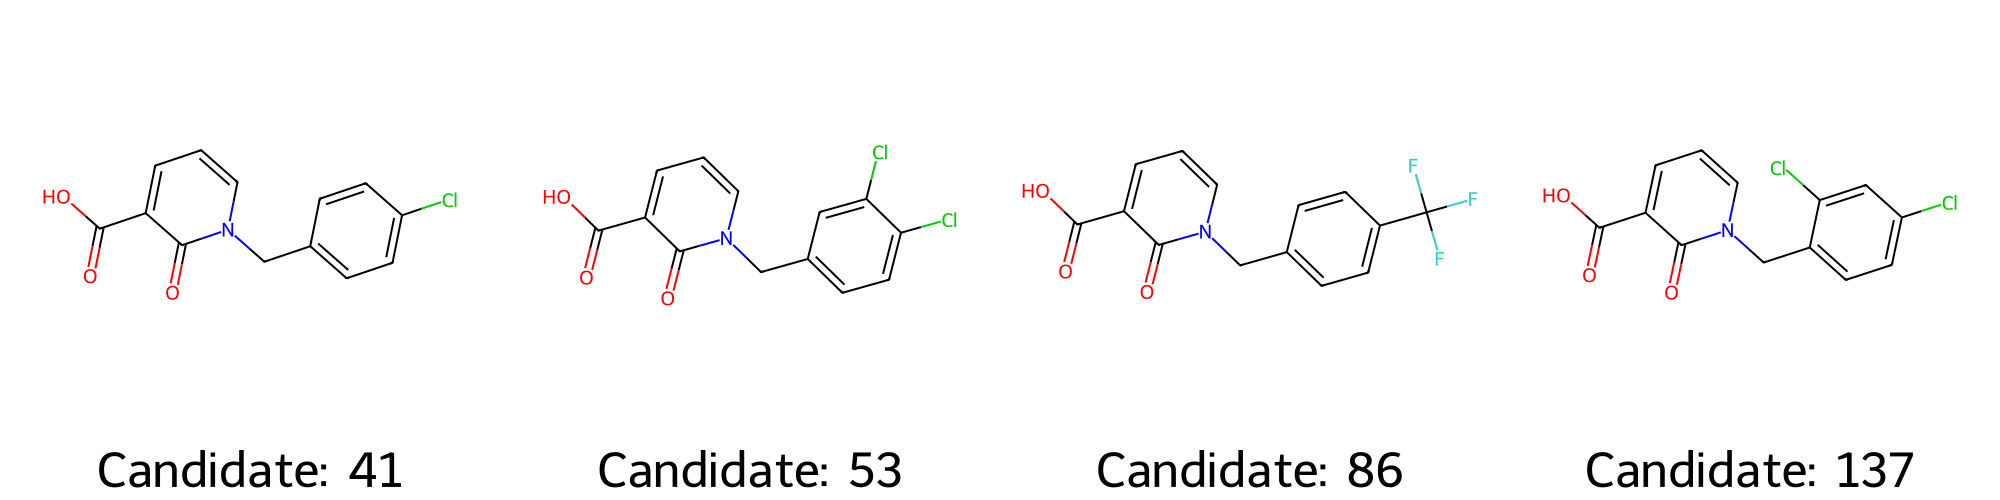 HO O O N Cl
HO O O N Cl Cl
HO O O N F F F
HO O O N Cl Cl
Candidate: 41 Candidate: 53 Candidate: 86 Candidate: 137